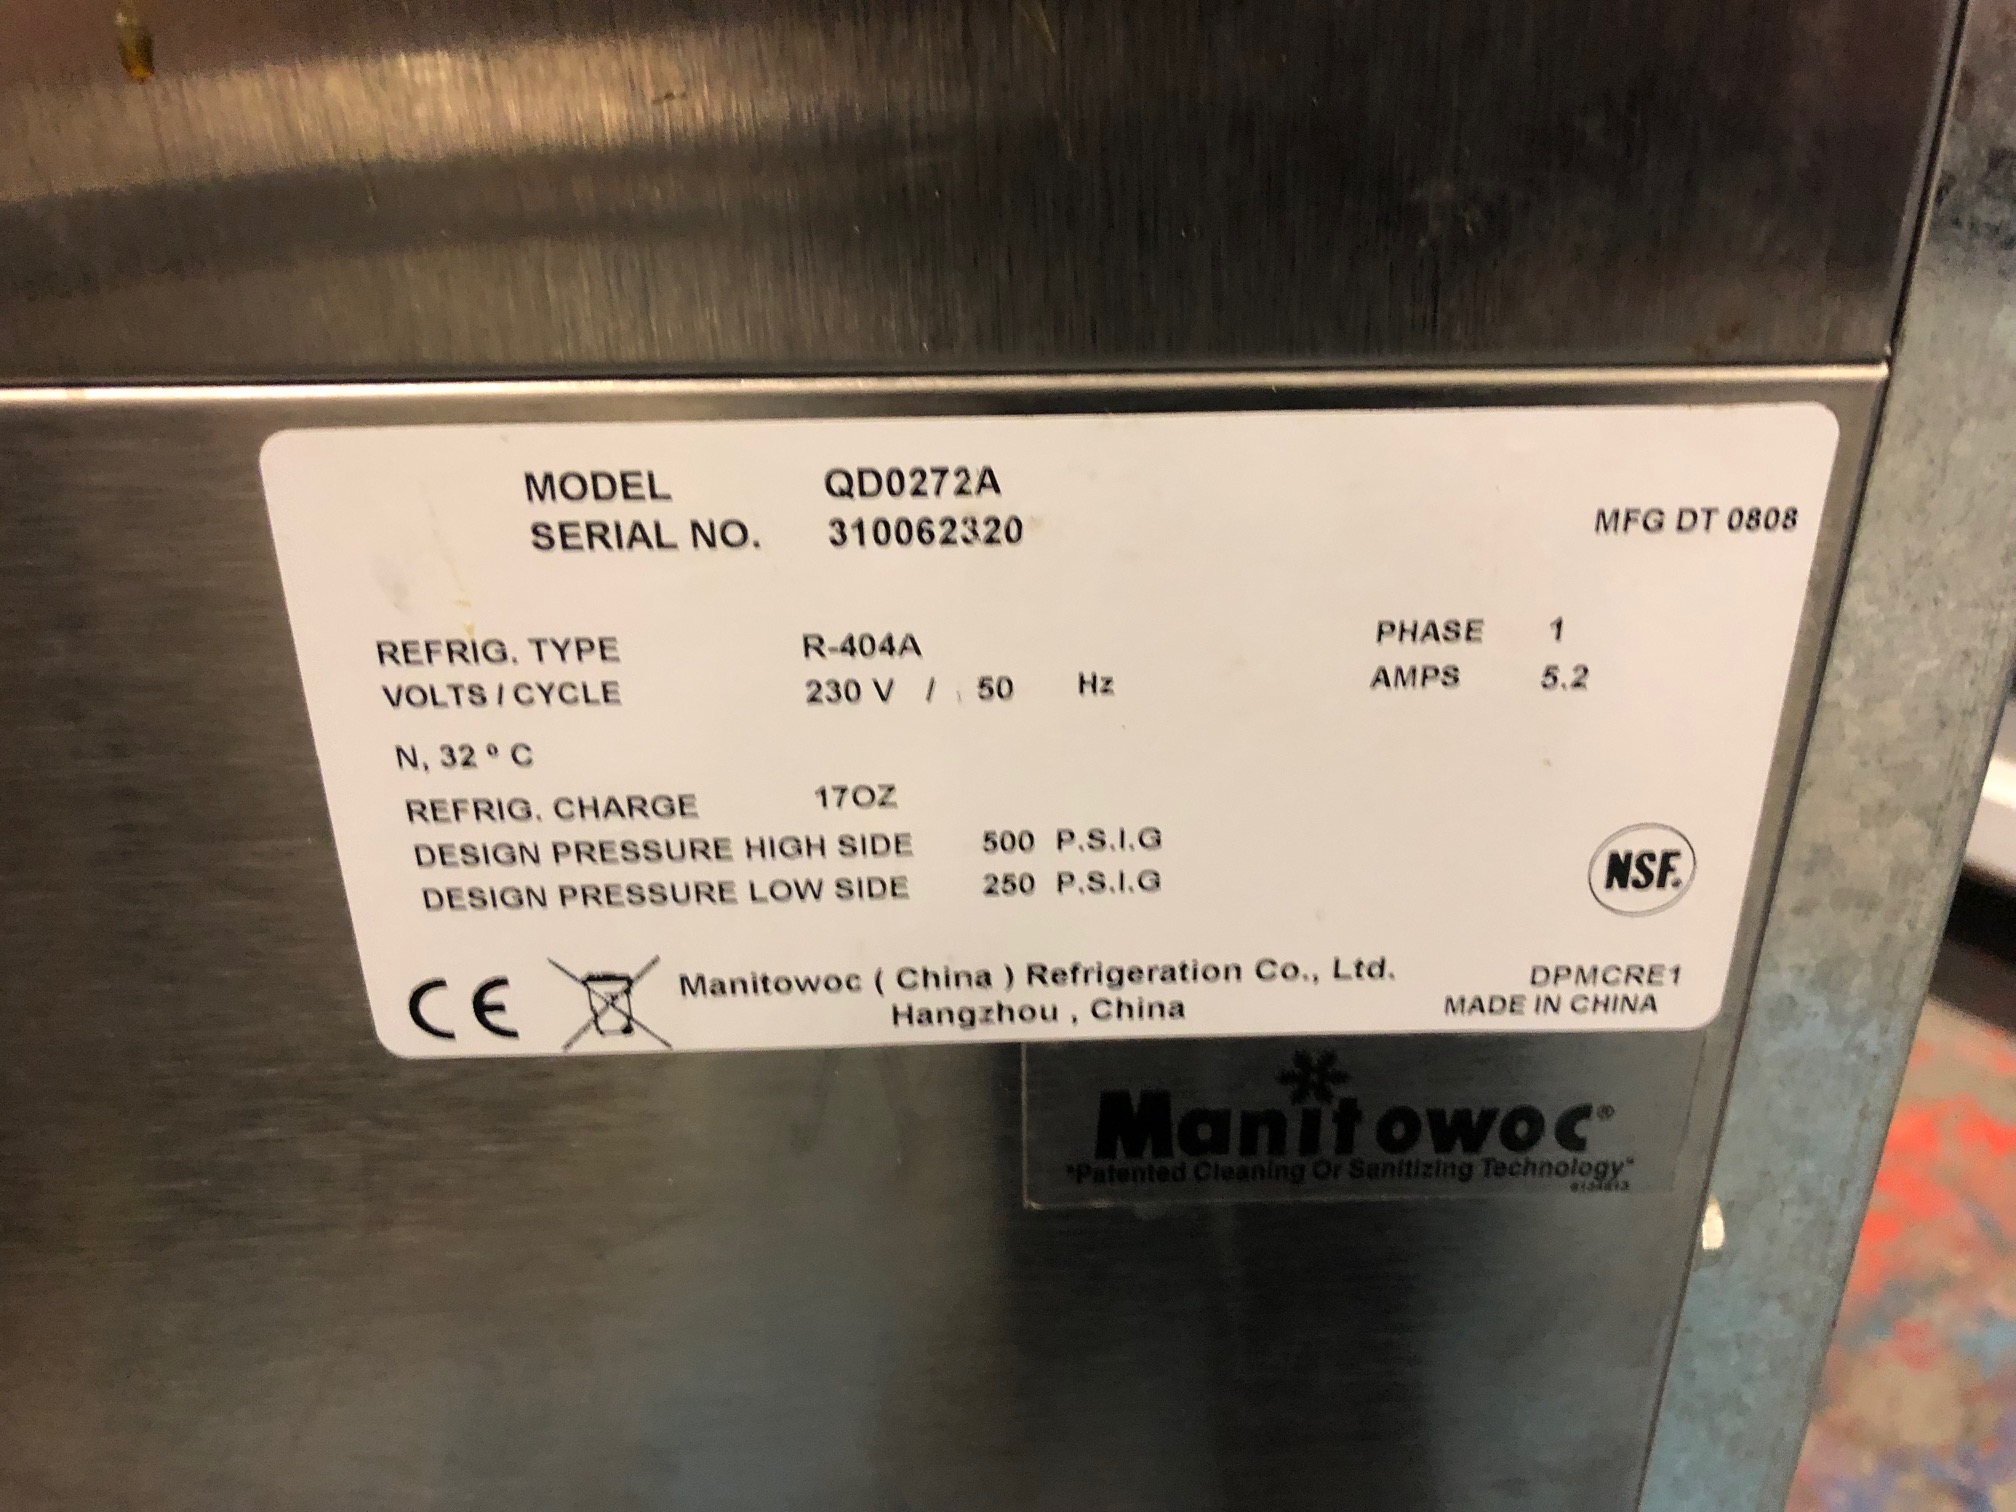 MODEL QD0272A
SERIAL NO. 310062320
MFG DT 0808
REFRIG. TYPE R-404A
PHASE 1
VOLTS / CYCLE 230 V / 50 Hz
AMPS 5.2
N, 32 º C
REFRIG. CHARGE 17OZ
DESIGN PRESSURE HIGH SIDE 500 P.S.I.G
DESIGN PRESSURE LOW SIDE 250 P.S.I.G
NSF.
CE
Manitowoc ( China ) Refrigeration Co., Ltd.
Hangzhou , China
DPMCRE1
MADE IN CHINA
Manitowoc®
"Patented Cleaning Or Sanitizing Technology"